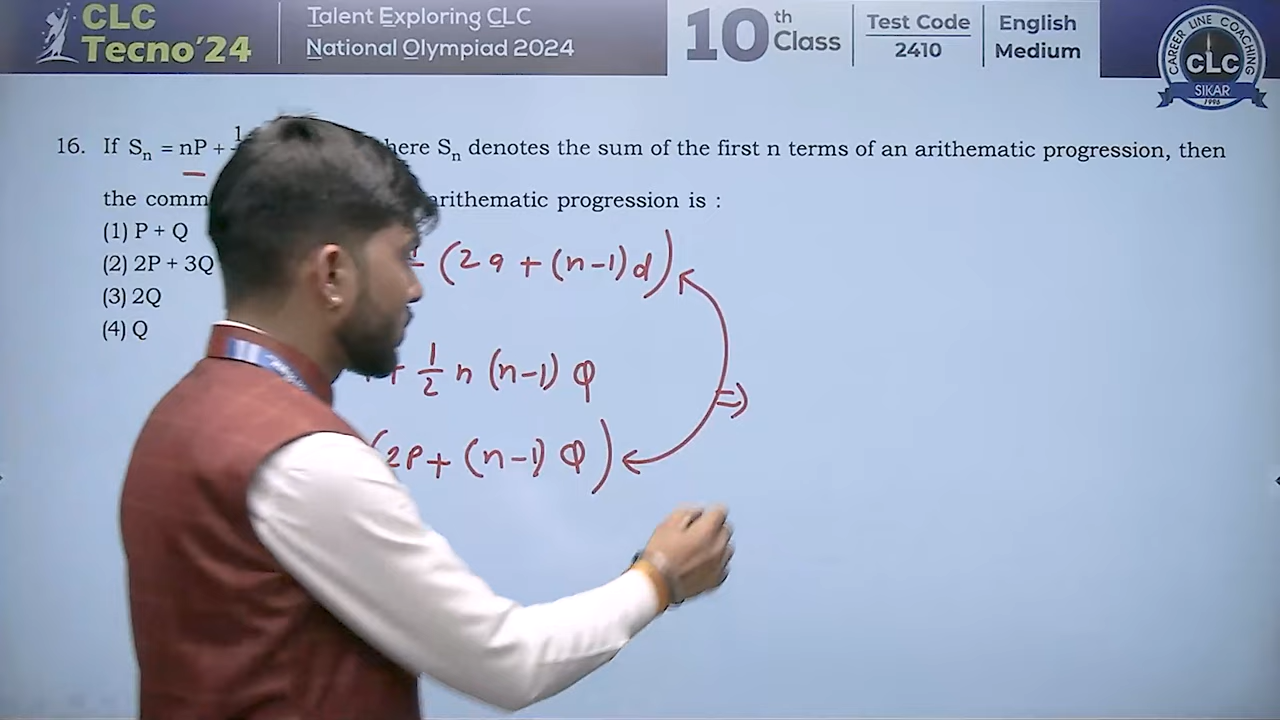 CLC
Tecno'24
Talent Exploring CLC
National Olympiad 2024
10th Class
Test Code
2410
English
Medium
CAREER LINE COACHING
CLC
SIKAR
1996
16. If Sn = nP + 1 here Sn denotes the sum of the first n terms of an arithematic progression, then
the comm arithematic progression is :
(1) P + Q
(2) 2P + 3Q
(3) 2Q
(4) Q
(2a + (n-1)d)
+ 1/2 n (n-1) Q
(2P + (n-1) Q)
⇒